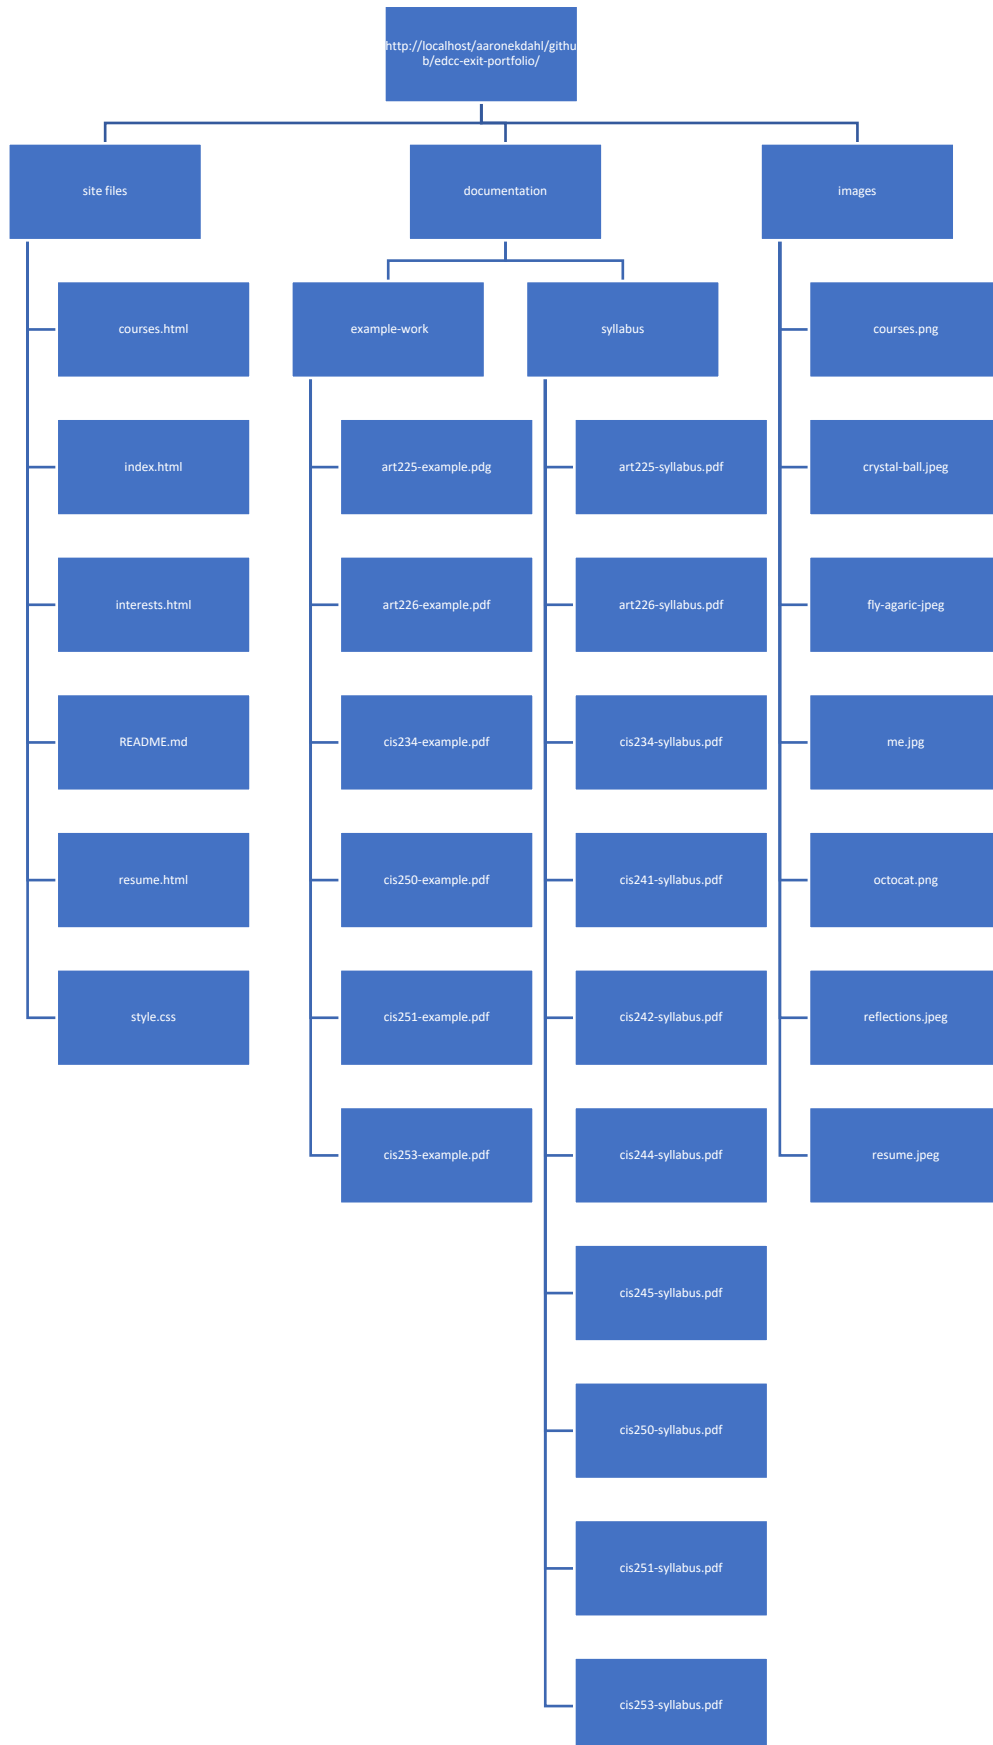 http://localhost/aaronekdahl/githu
b/edcc-exit-portfolio/
site files
documentation
images
courses.html
index.html
interests.html
README.md
resume.html
style.css
example-work
art225-example.pdg
art226-example.pdf
cis234-example.pdf
cis250-example.pdf
cis251-example.pdf
cis253-example.pdf
syllabus
art225-syllabus.pdf
art226-syllabus.pdf
cis234-syllabus.pdf
cis241-syllabus.pdf
cis242-syllabus.pdf
cis244-syllabus.pdf
cis245-syllabus.pdf
cis250-syllabus.pdf
cis251-syllabus.pdf
cis253-syllabus.pdf
courses.png
crystal-ball.jpeg
fly-agaric-jpeg
me.jpg
octocat.png
reflections.jpeg
resume.jpeg